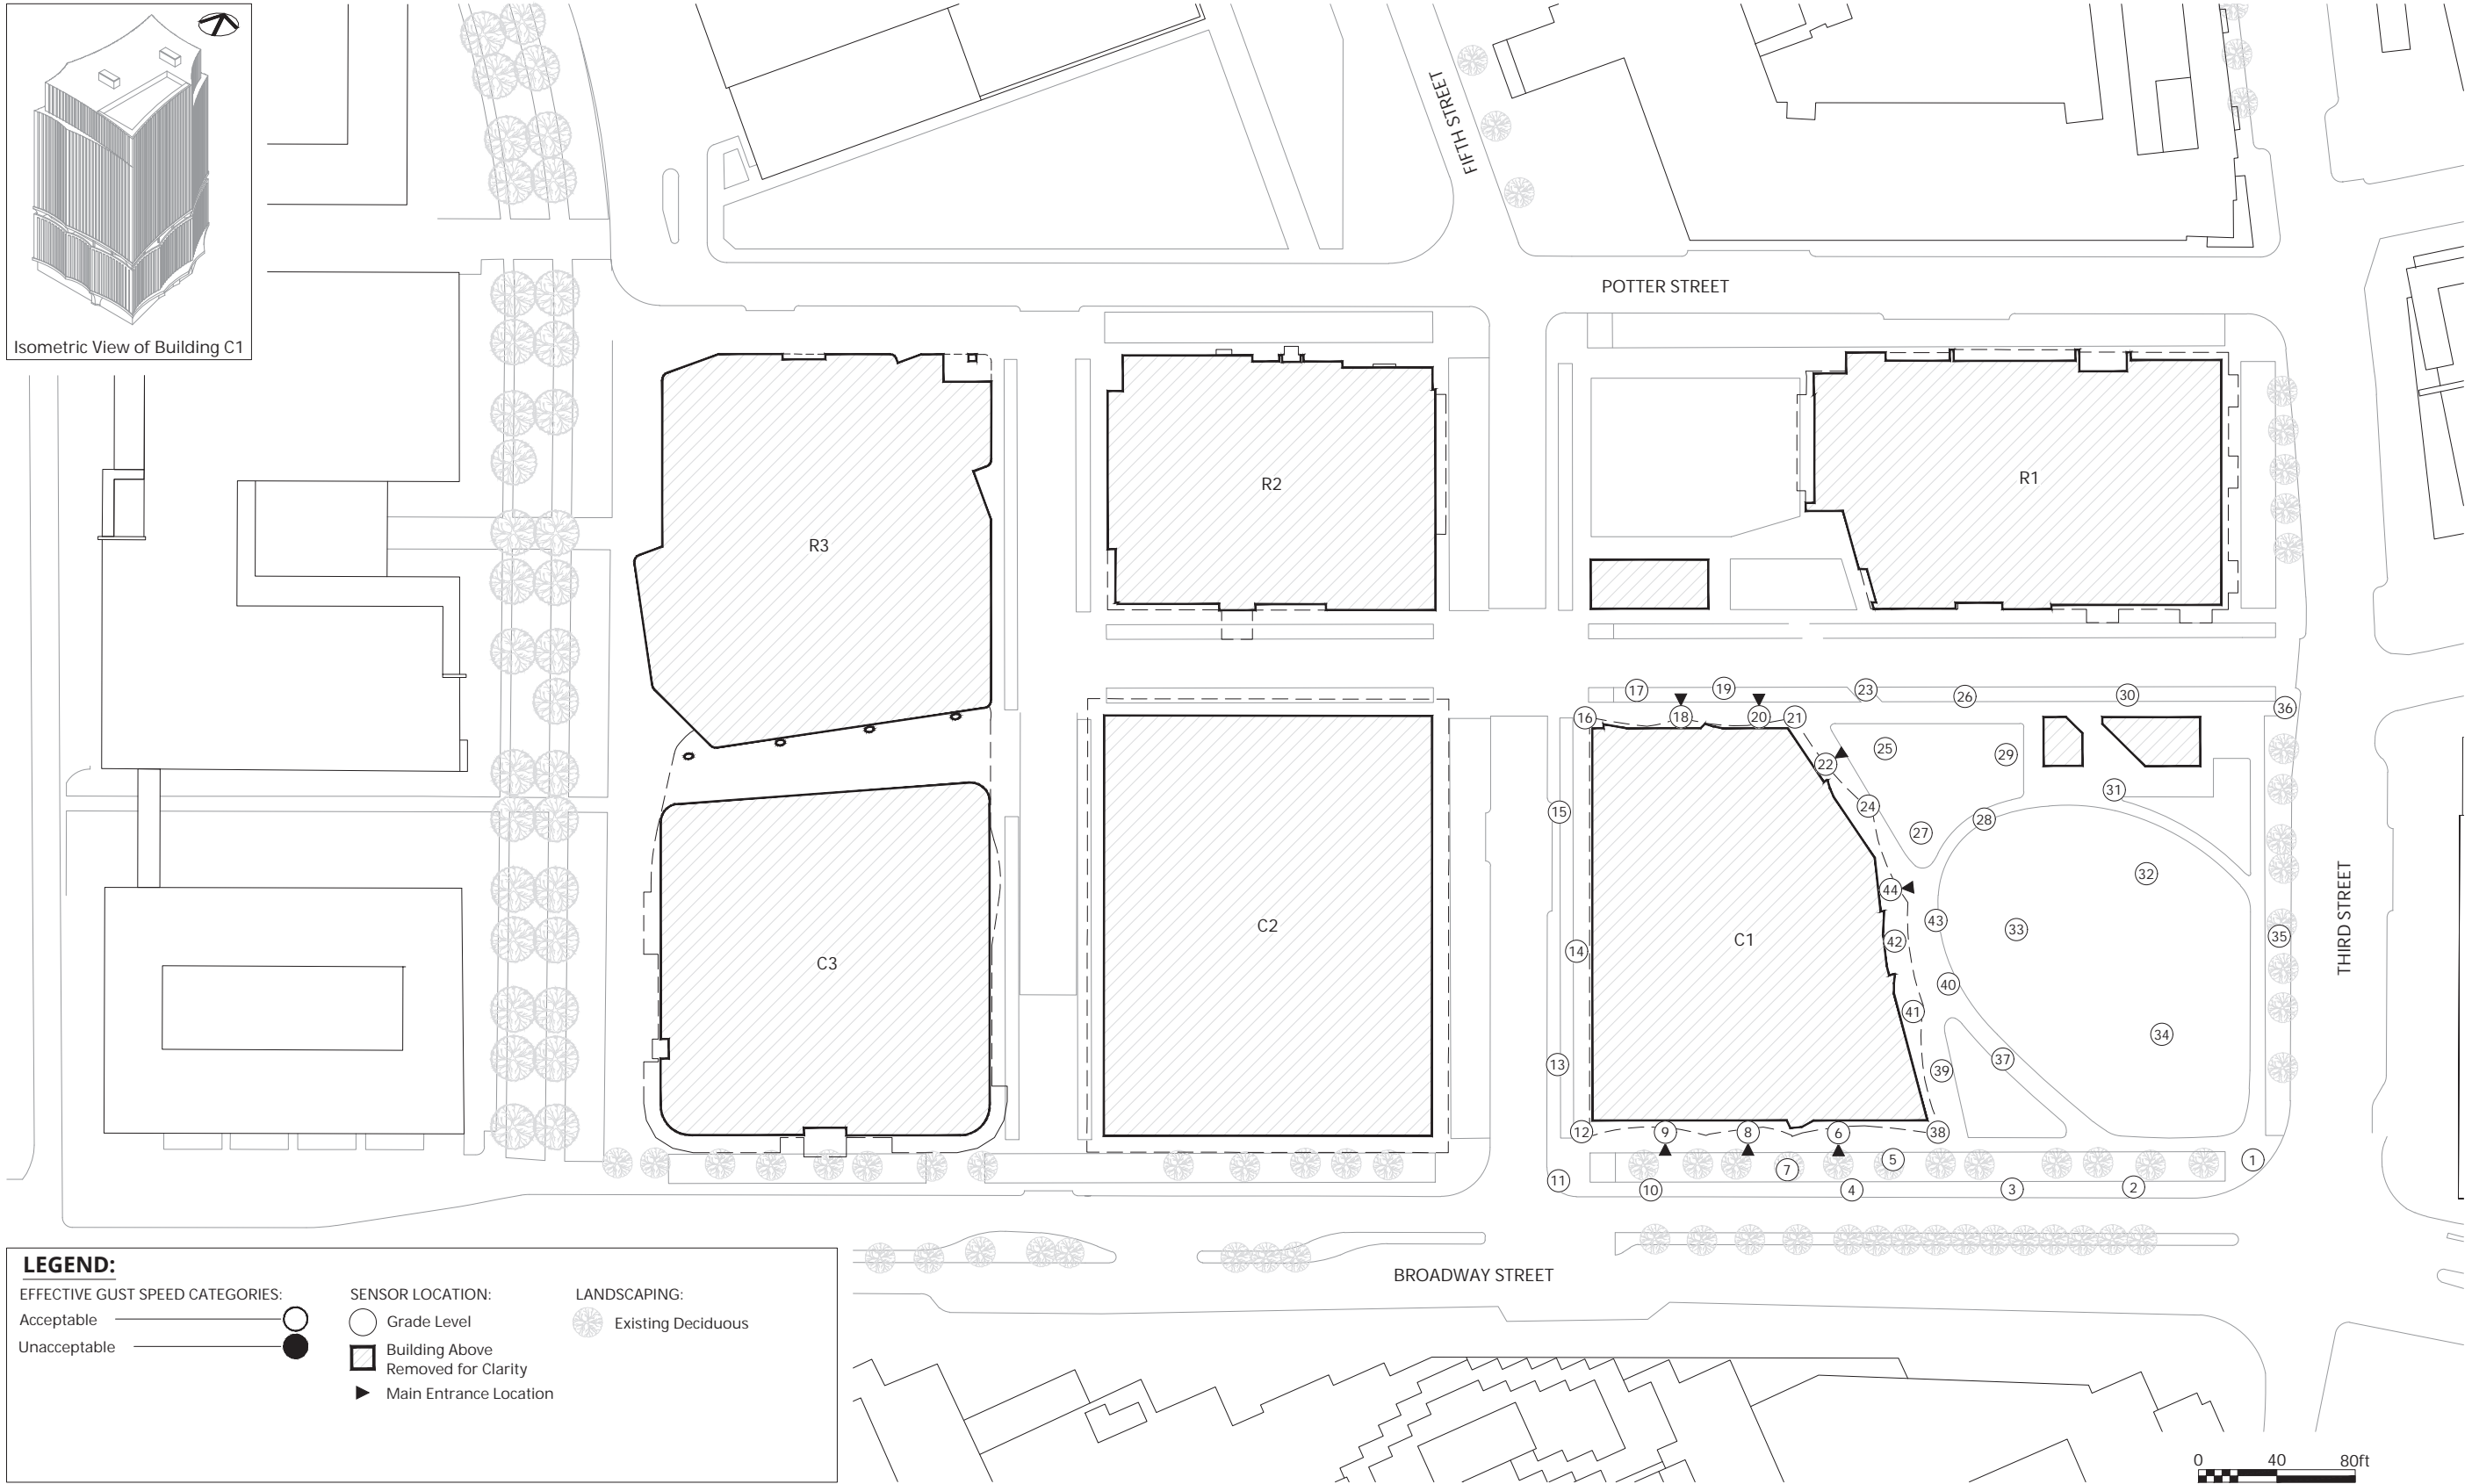 Isometric View of Building C1
FIFTH STREET
POTTER STREET
R3
R2
R1
C3
C2
C1
THIRD STREET
BROADWAY STREET
17
19
23
26
30
36
16
18
20
21
22
25
29
31
24
27
28
15
32
44
43
33
35
14
42
40
41
34
13
39
37
12
9
8
6
38
5
7
1
11
10
4
3
2
LEGEND:
EFFECTIVE GUST SPEED CATEGORIES:
Acceptable
Unacceptable
SENSOR LOCATION:
Grade Level
Building Above
Removed for Clarity
Main Entrance Location
LANDSCAPING:
Existing Deciduous
0 40 80ft